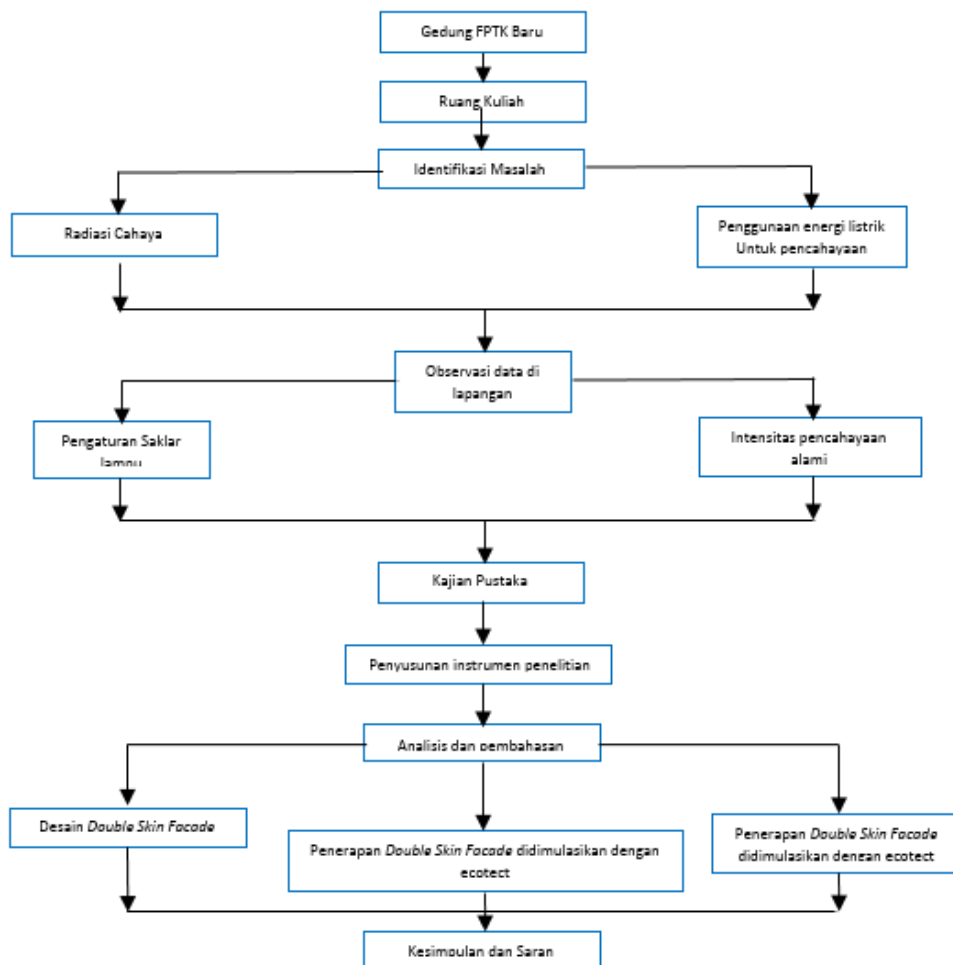 Gedung FPTK Baru
Ruang Kuliah
Identifikasi Masalah
Radiasi Cahaya
Penggunaan energi listrik
Untuk pencahayaan
Observasi data di
lapangan
Pengaturan Saklar
lampu
Intensitas pencahayaan
alami
Kajian Pustaka
Penyusunan instrumen penelitian
Analisis dan pembahasan
Desain Double Skin Facade
Penerapan Double Skin Facade didimulasikan dengan
ecotect
Penerapan Double Skin Facade
didimulasikan dengan ecotect
Kesimpulan dan Saran